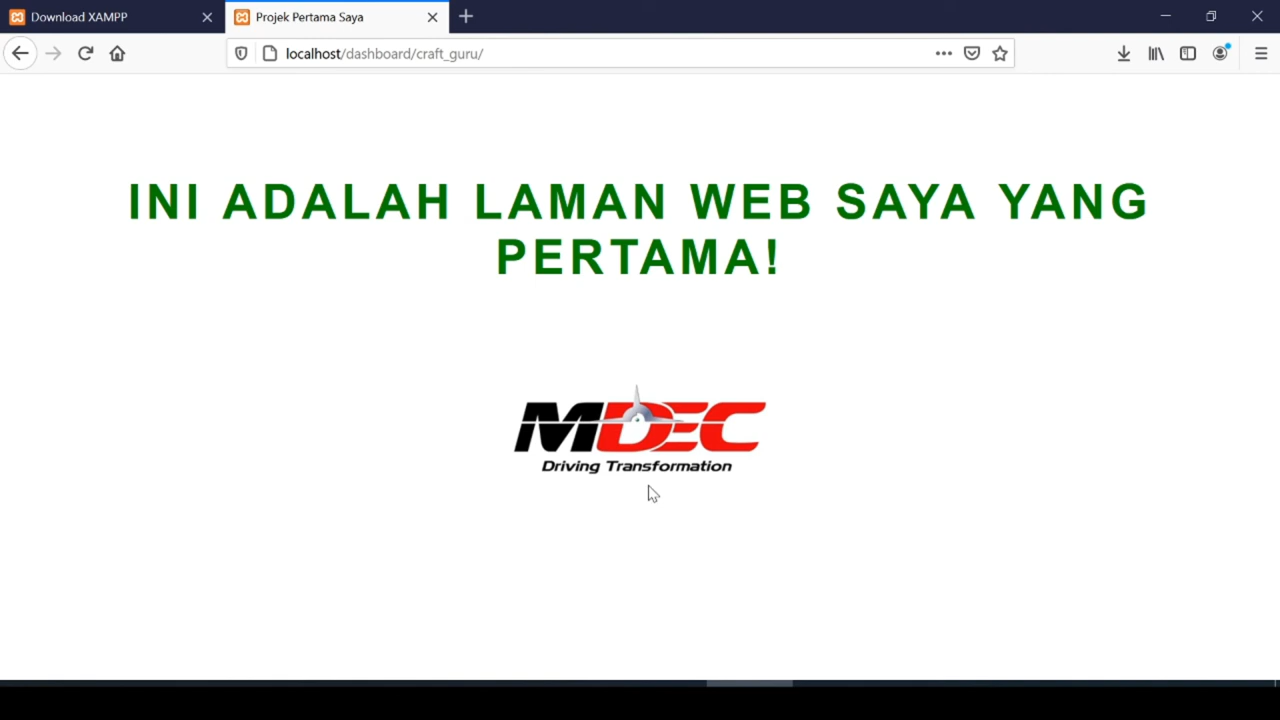 Download XAMPP
Projek Pertama Saya
localhost/dashboard/craft_guru/
INI ADALAH LAMAN WEB SAYA YANG
PERTAMA!
MDEC
Driving Transformation